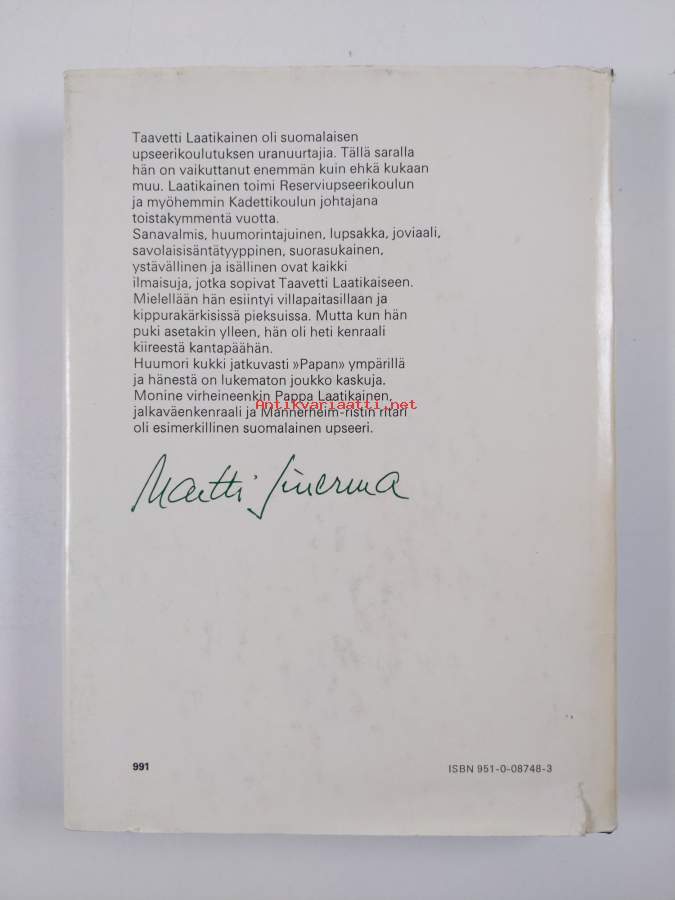 Taavetti Laatikainen oli suomalaisen
upseerikoulutuksen uranuurtajia. Tällä saralla
hän on vaikuttanut enemmän kuin ehkä kukaan
muu. Laatikainen toimi Reserviupseerikoulun
ja myöhemmin Kadettikoulun johtajana
toistakymmentä vuotta.
Sanavalmis, huumorintajuinen, lupsakka, joviaali,
savolaisisäntätyyppinen, suorasukainen,
ystävällinen ja isällinen ovat kaikki
ilmaisuja, jotka sopivat Taavetti Laatikaiseen.
Mielellään hän esiintyi villapaitasillaan ja
kippurakärkisissä pieksuissa. Mutta kun hän
puki asetakin ylleen, hän oli heti kenraali
kiireestä kantapäähän.
Huumori kukki jatkuvasti »Papan» ympärillä
ja hänestä on lukematon joukko kaskuja.
Monine virheineenkin Pappa Laatikainen,
Antikvariaatti.net
jalkaväenkenraali ja Mannerheim-ristin ritari
oli esimerkillinen suomalainen upseeri.
Martti Sinerma
991
ISBN 951-0-08748-3